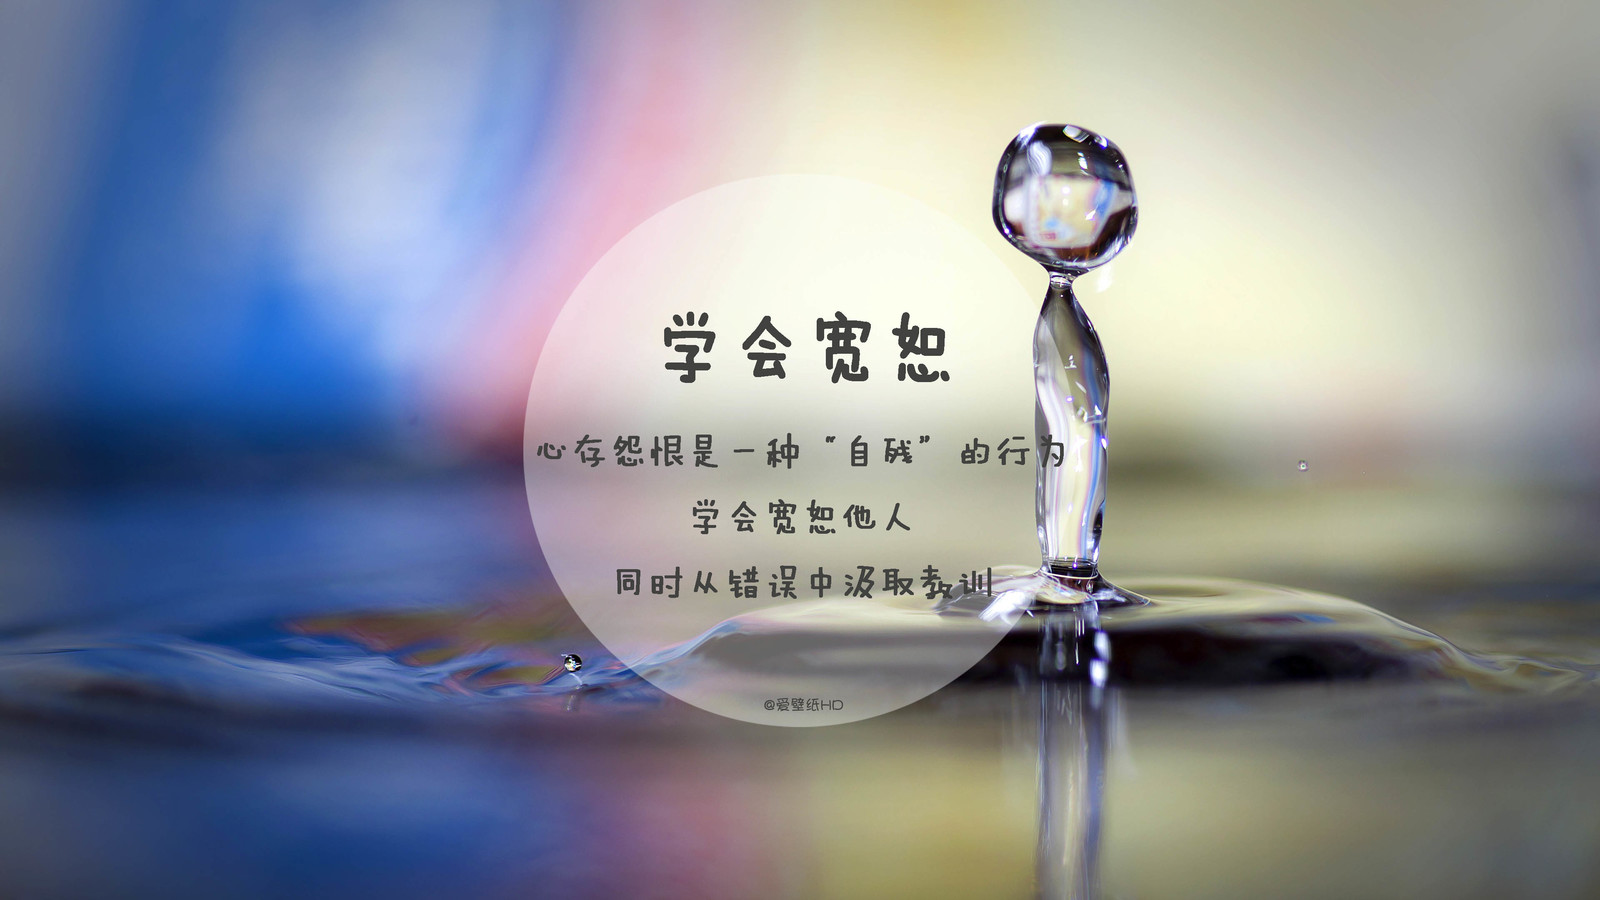 学会宽恕
心存怨恨是一种“自残”的行为
学会宽恕他人
同时从错误中汲取教训
@爱壁纸HD